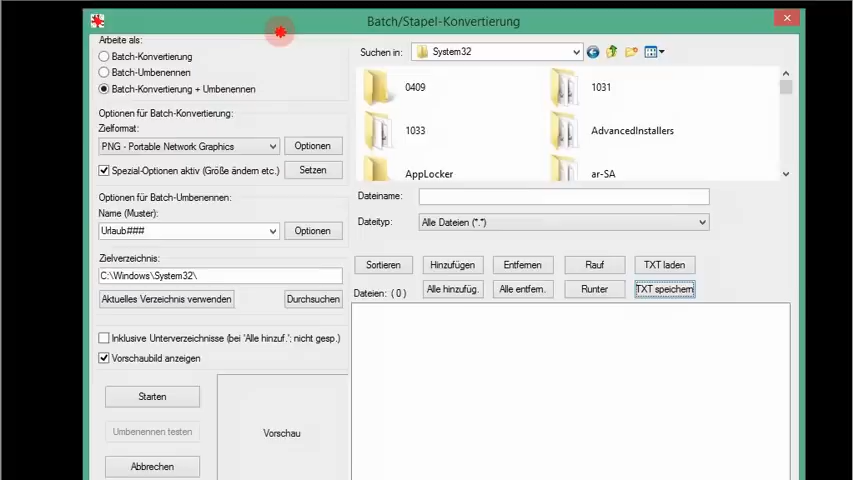 Batch/Stapel-Konvertierung
Arbeite als:
Batch-Konvertierung
Batch-Umbenennen
Batch-Konvertierung + Umbenennen
Optionen für Batch-Konvertierung:
Zielformat:
PNG - Portable Network Graphics
Optionen
Spezial-Optionen aktiv (Größe ändern etc.)
Setzen
Optionen für Batch-Umbenennen:
Name (Muster):
Urlaub###
Optionen
Zielverzeichnis:
C:\Windows\System32\
Aktuelles Verzeichnis verwenden
Durchsuchen
Inklusive Unterverzeichnisse (bei 'Alle hinzuf.'; nicht gesp.)
Vorschaubild anzeigen
Starten
Umbenennen testen
Abbrechen
Vorschau
Suchen in:
System32
0409
1031
1033
AdvancedInstallers
AppLocker
ar-SA
Dateiname:
Dateityp:
Alle Dateien (*.*)
Sortieren
Hinzufügen
Entfernen
Rauf
TXT laden
Dateien: ( 0 )
Alle hinzufüg.
Alle entfern.
Runter
TXT speichern